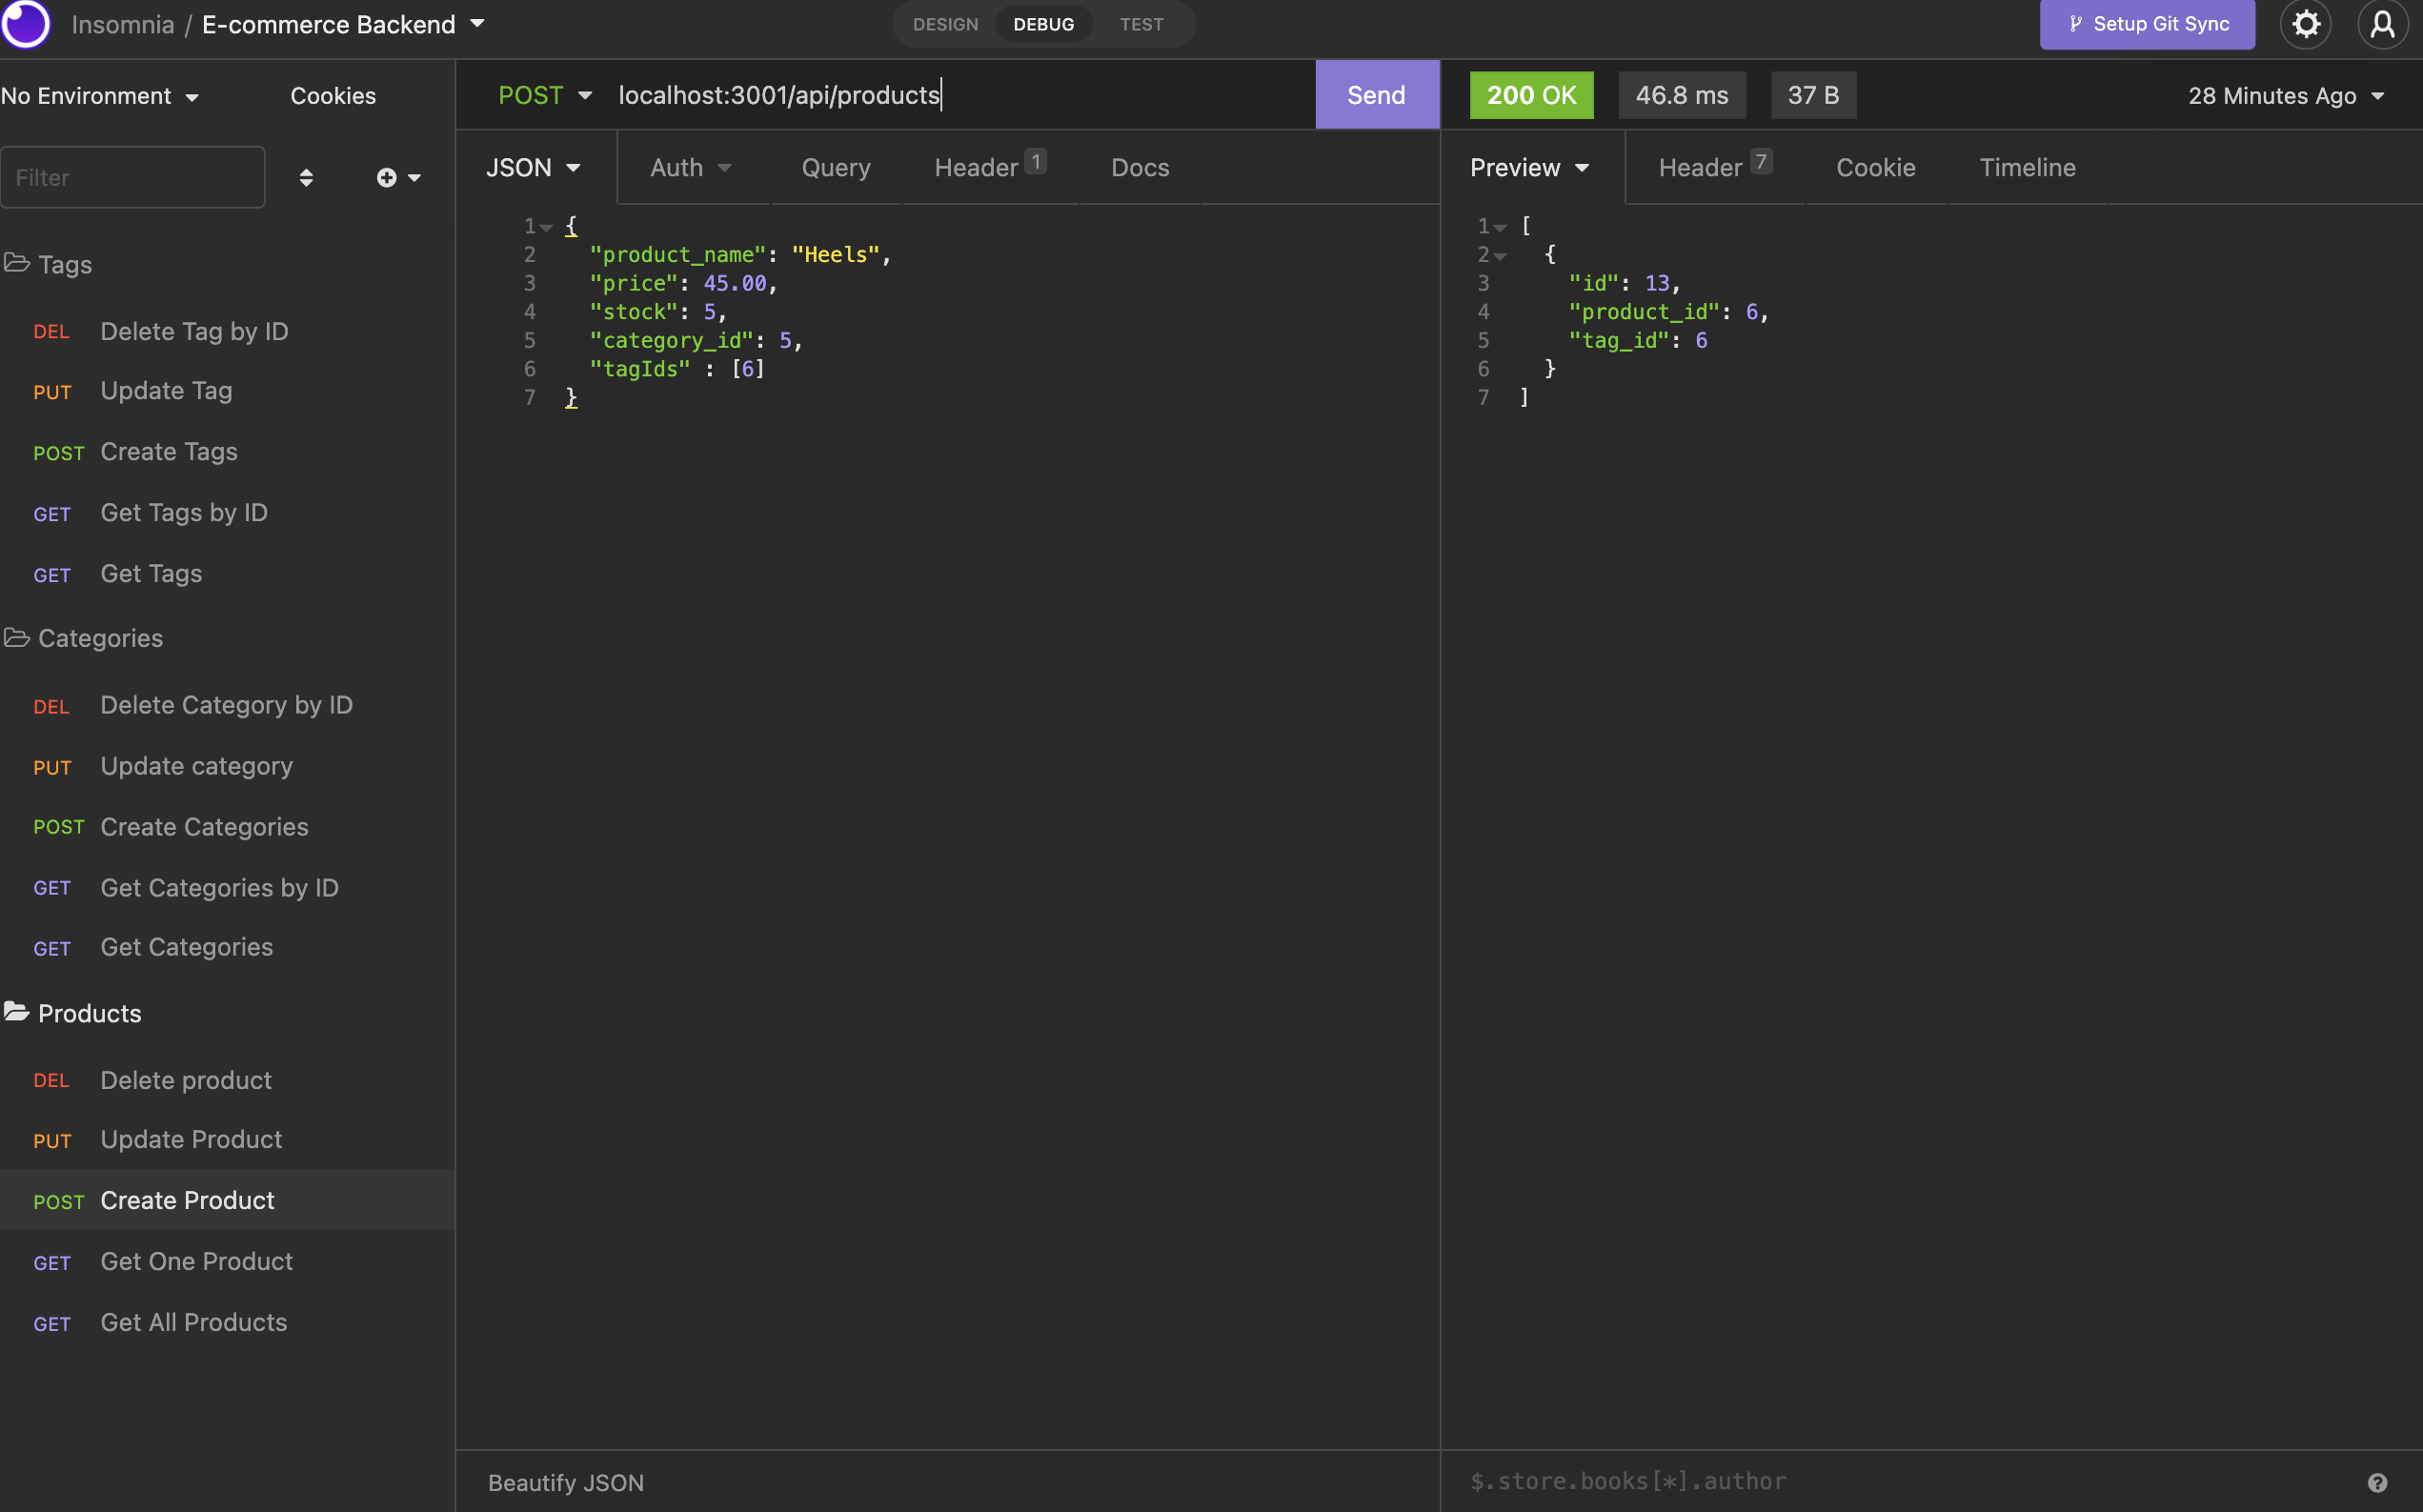 Insomnia / E-commerce Backend
DESIGN DEBUG TEST
Setup Git Sync
No Environment Cookies
Filter
Tags
DEL Delete Tag by ID
PUT Update Tag
POST Create Tags
GET Get Tags by ID
GET Get Tags
Categories
DEL Delete Category by ID
PUT Update category
POST Create Categories
GET Get Categories by ID
GET Get Categories
Products
DEL Delete product
PUT Update Product
POST Create Product
GET Get One Product
GET Get All Products
POST localhost:3001/api/products Send
JSON Auth Query Header 1 Docs
1 {
2 "product_name": "Heels",
3 "price": 45.00,
4 "stock": 5,
5 "category_id": 5,
6 "tagIds" : [6]
7 }
Beautify JSON
200 OK 46.8 ms 37 B 28 Minutes Ago
Preview Header 7 Cookie Timeline
1 [
2 {
3 "id": 13,
4 "product_id": 6,
5 "tag_id": 6
6 }
7 ]
$.store.books[*].author ?